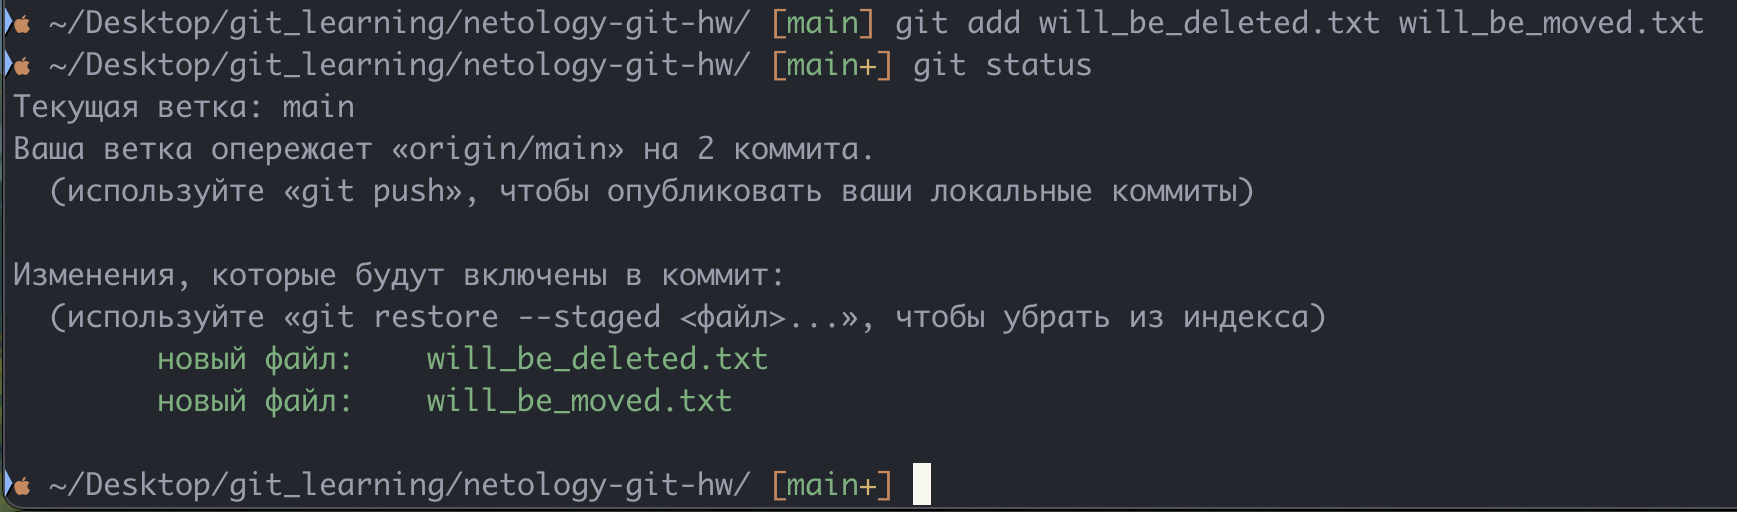 ~/Desktop/git_learning/netology-git-hw/ [main] git add will_be_deleted.txt will_be_moved.txt
~/Desktop/git_learning/netology-git-hw/ [main+] git status
Текущая ветка: main
Ваша ветка опережает «origin/main» на 2 коммита.
  (используйте «git push», чтобы опубликовать ваши локальные коммиты)
Изменения, которые будут включены в коммит:
  (используйте «git restore --staged <файл>...», чтобы убрать из индекса)
        новый файл:    will_be_deleted.txt
        новый файл:    will_be_moved.txt
~/Desktop/git_learning/netology-git-hw/ [main+]